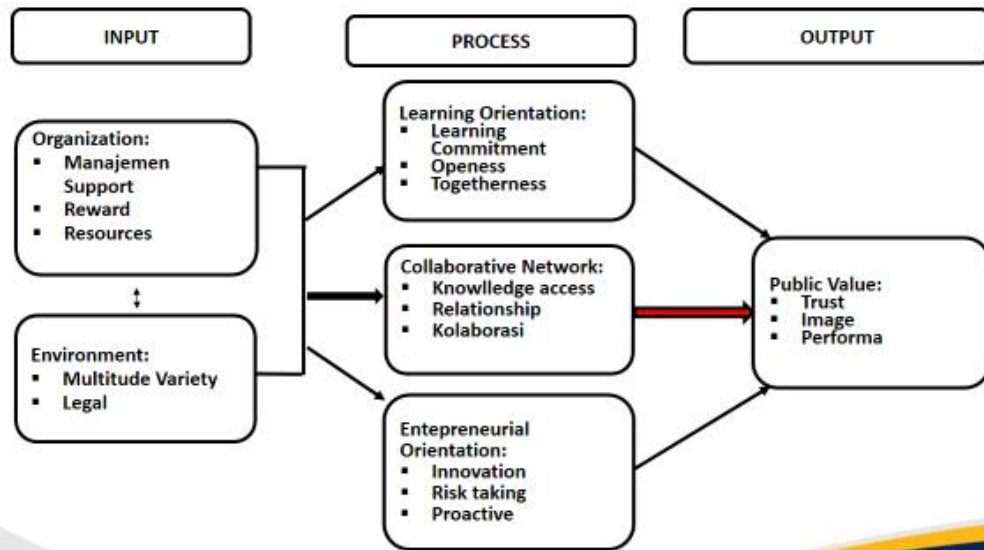 INPUT
PROCESS
OUTPUT
Organization:
▪ Manajemen
Support
▪ Reward
▪ Resources
Environment:
▪ Multitude Variety
▪ Legal
Learning Orientation:
▪ Learning
Commitment
▪ Openess
▪ Togetherness
Collaborative Network:
▪ Knowlledge access
▪ Relationship
▪ Kolaborasi
Entepreneurial
Orientation:
▪ Innovation
▪ Risk taking
▪ Proactive
Public Value:
▪ Trust
▪ Image
▪ Performa